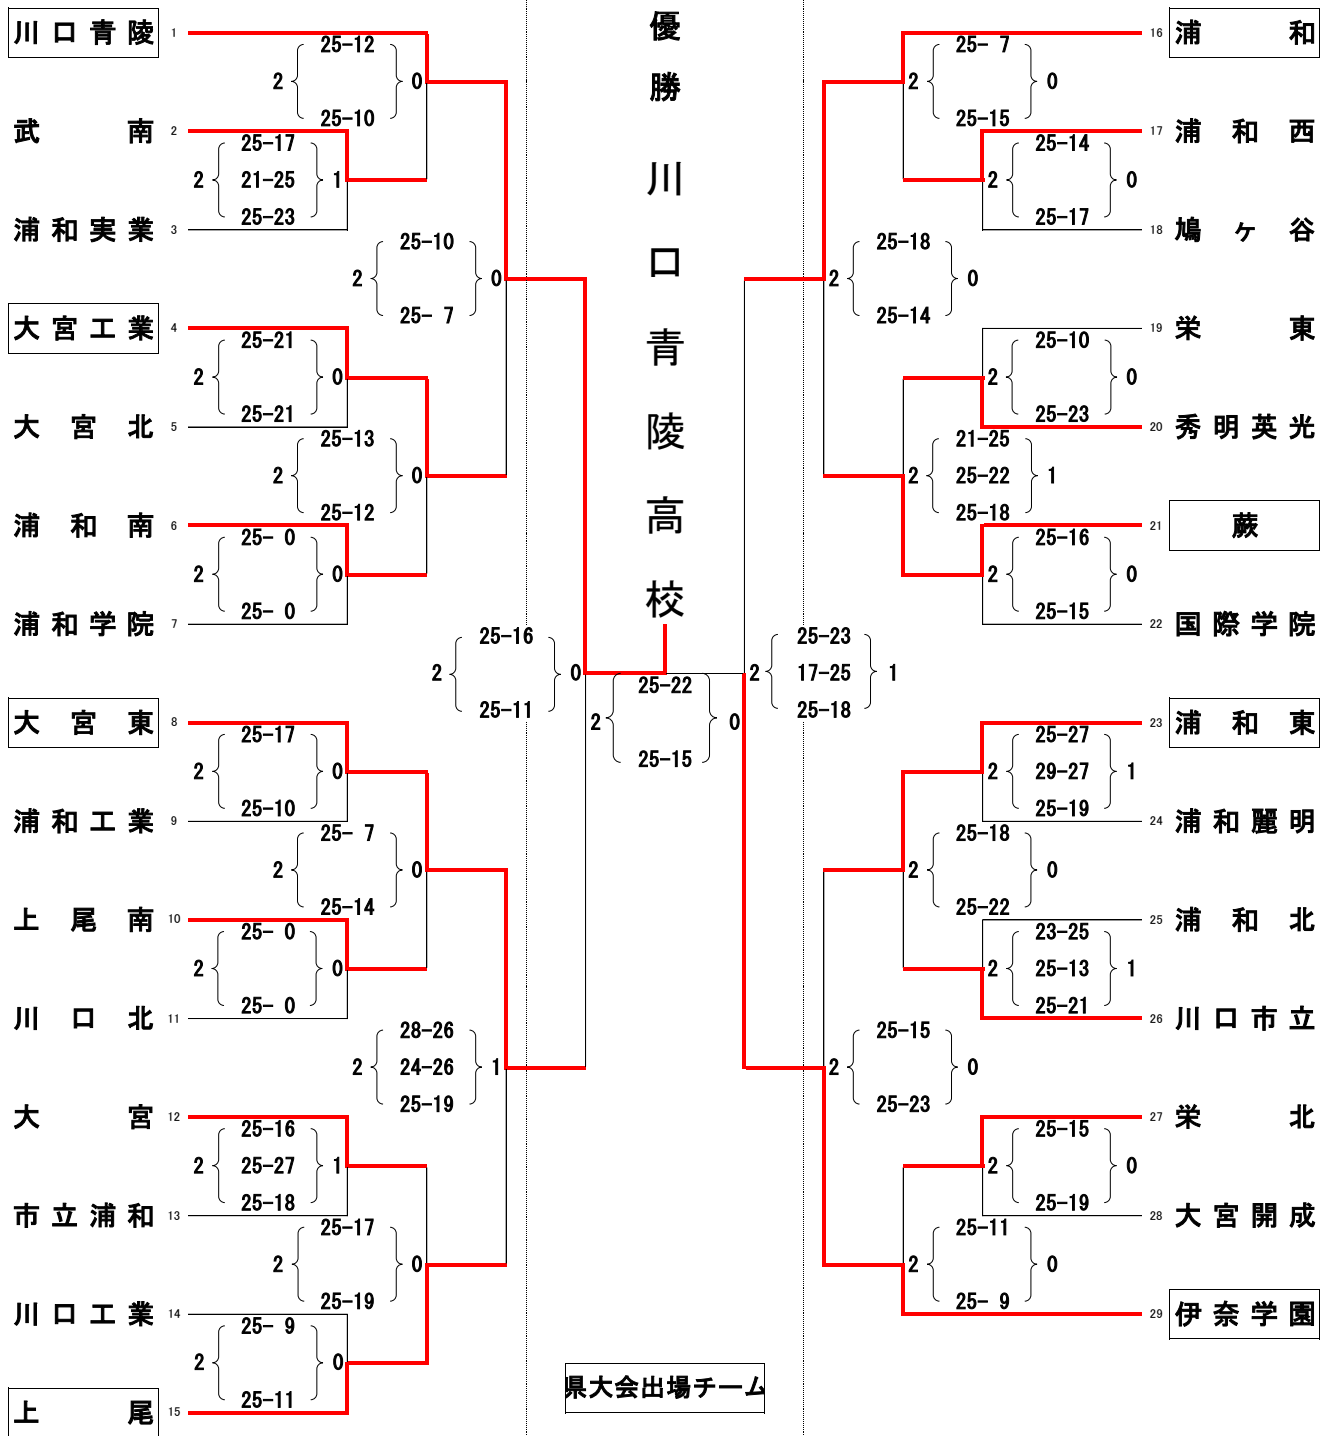 優勝 川口青陵高校
川口青陵 1
25-12
2 0
25-10
武南 2
25-17
2 21-25 1
25-23
浦和実業 3
25-10
2 0
25- 7
大宮工業 4
25-21
2 0
25-21
大宮北 5
25-13
2 0
25-12
浦和南 6
25- 0
2 0
25- 0
浦和学院 7
25-16
2 0
25-11
大宮東 8
25-17
2 0
25-10
浦和工業 9
25- 7
2 0
25-14
上尾南 10
25- 0
2 0
25- 0
川口北 11
28-26
2 24-26 1
25-19
大宮 12
25-16
2 25-27 1
25-18
市立浦和 13
25-17
2 0
25-19
川口工業 14
25- 9
2 0
25-11
上尾 15
25-22
2 0
25-15
16 浦和
25- 7
2 0
25-15
17 浦和西
25-14
2 0
25-17
18 鳩ヶ谷
25-18
2 0
25-14
19 栄東
25-10
2 0
25-23
20 秀明英光
21-25
2 25-22 1
25-18
21 蕨
25-16
2 0
25-15
22 国際学院
25-23
2 17-25 1
25-18
23 浦和東
25-27
2 29-27 1
25-19
24 浦和麗明
25-18
2 0
25-22
25 浦和北
23-25
2 25-13 1
25-21
26 川口市立
25-15
2 0
25-23
27 栄北
25-15
2 0
25-19
28 大宮開成
25-11
2 0
25- 9
29 伊奈学園
県大会出場チーム